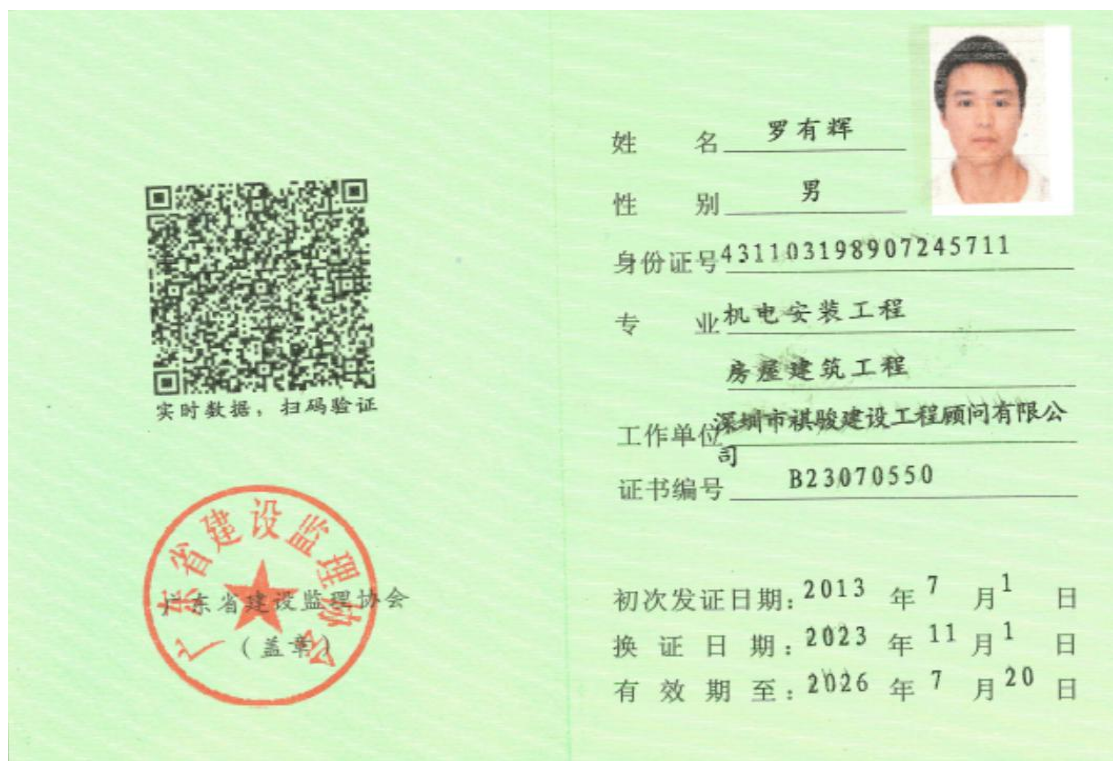 实时数据，扫码验证
广东省建设监理协会
广东省建设监理协会
（盖章）
姓 名 罗有辉
性 别 男
身份证号 431103198907245711
专 业 机电安装工程
房屋建筑工程
工作单位 深圳市祺骏建设工程顾问有限公
司
证书编号 B23070550
初次发证日期：2013 年 7 月 1 日
换证日期：2023 年 11 月 1 日
有效期至：2026 年 7 月 20 日